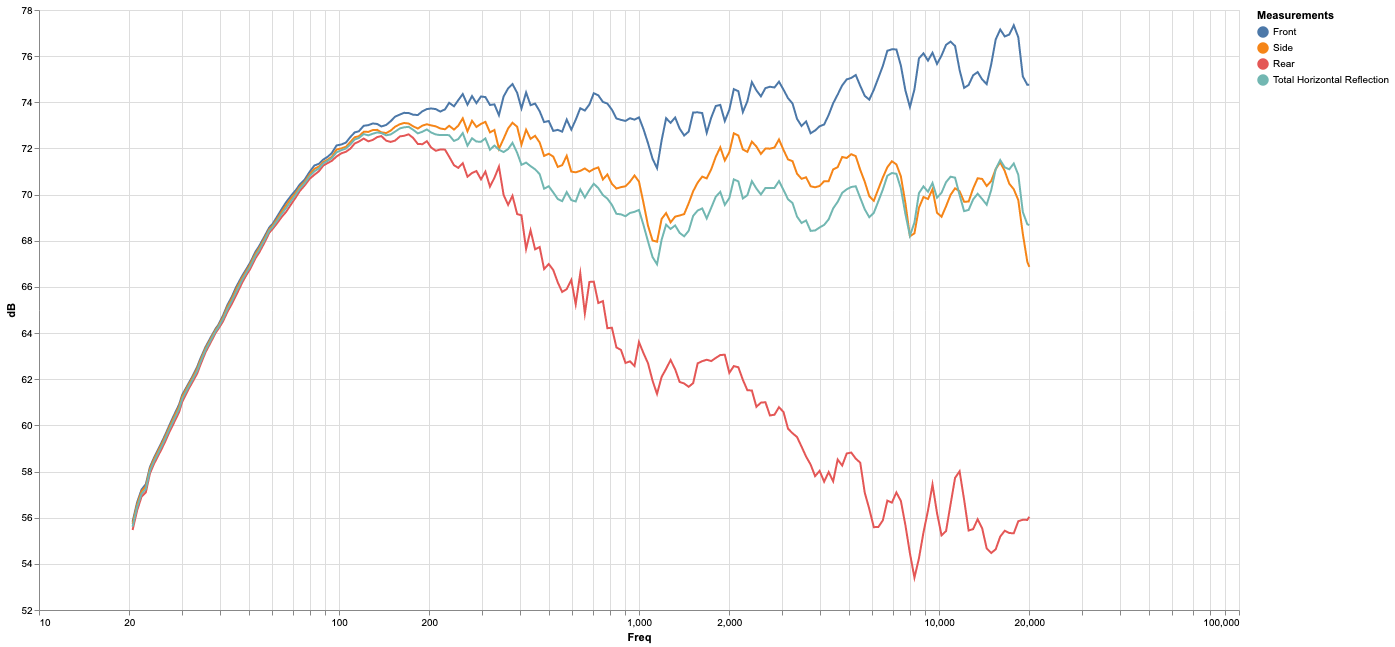 Measurements
Front
Side
Rear
Total Horizontal Reflection
78
76
74
72
70
68
66
64
62
60
58
56
54
52
dB
10 20 100 200 1,000 2,000 10,000 20,000 100,000
Freq